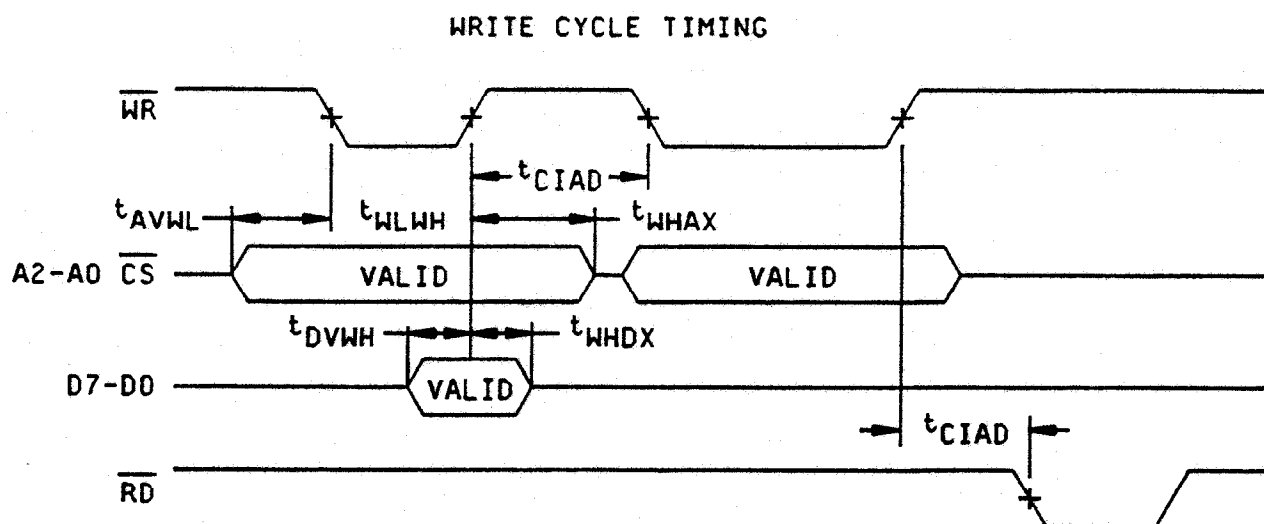 WRITE CYCLE TIMING
WR
tCIAD
tAVWL tWLWH tWHAX
A2-A0 CS VALID VALID
tDVWH tWHDX
D7-D0 VALID
tCIAD
RD